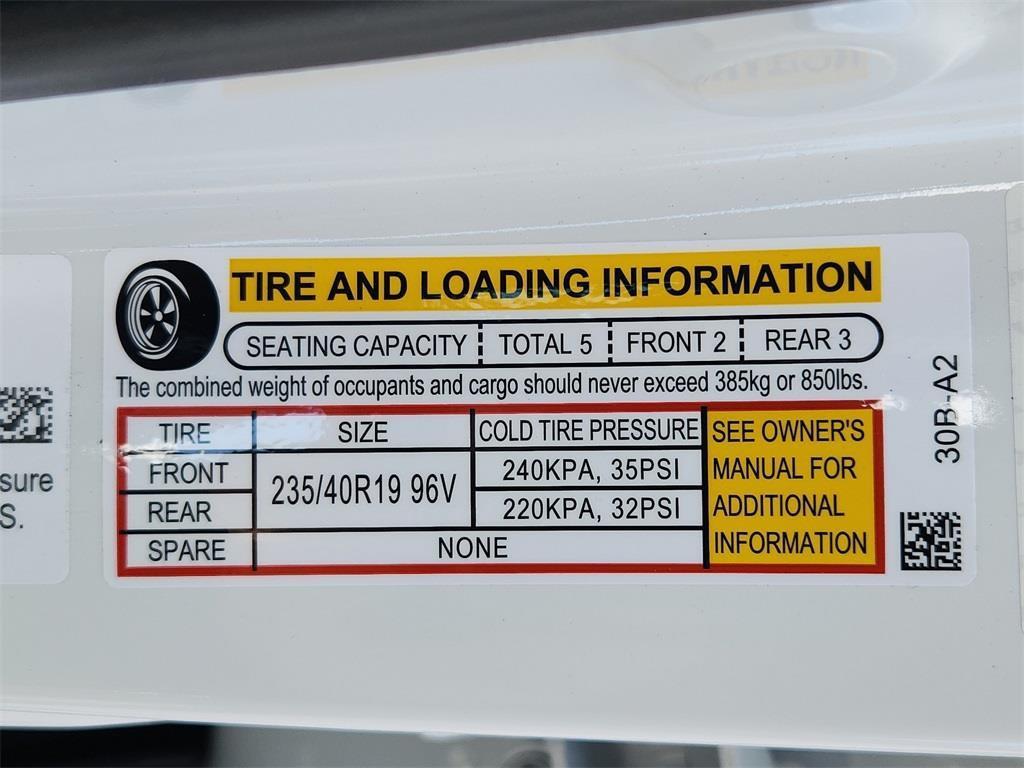 TIRE AND LOADING INFORMATION
SEATING CAPACITY TOTAL 5 FRONT 2 REAR 3
The combined weight of occupants and cargo should never exceed 385kg or 850lbs.
TIRE SIZE COLD TIRE PRESSURE
FRONT 235/40R19 96V 240KPA, 35PSI
REAR 220KPA, 32PSI
SPARE NONE
SEE OWNER'S
MANUAL FOR
ADDITIONAL
INFORMATION
30B-A2
sure
S.